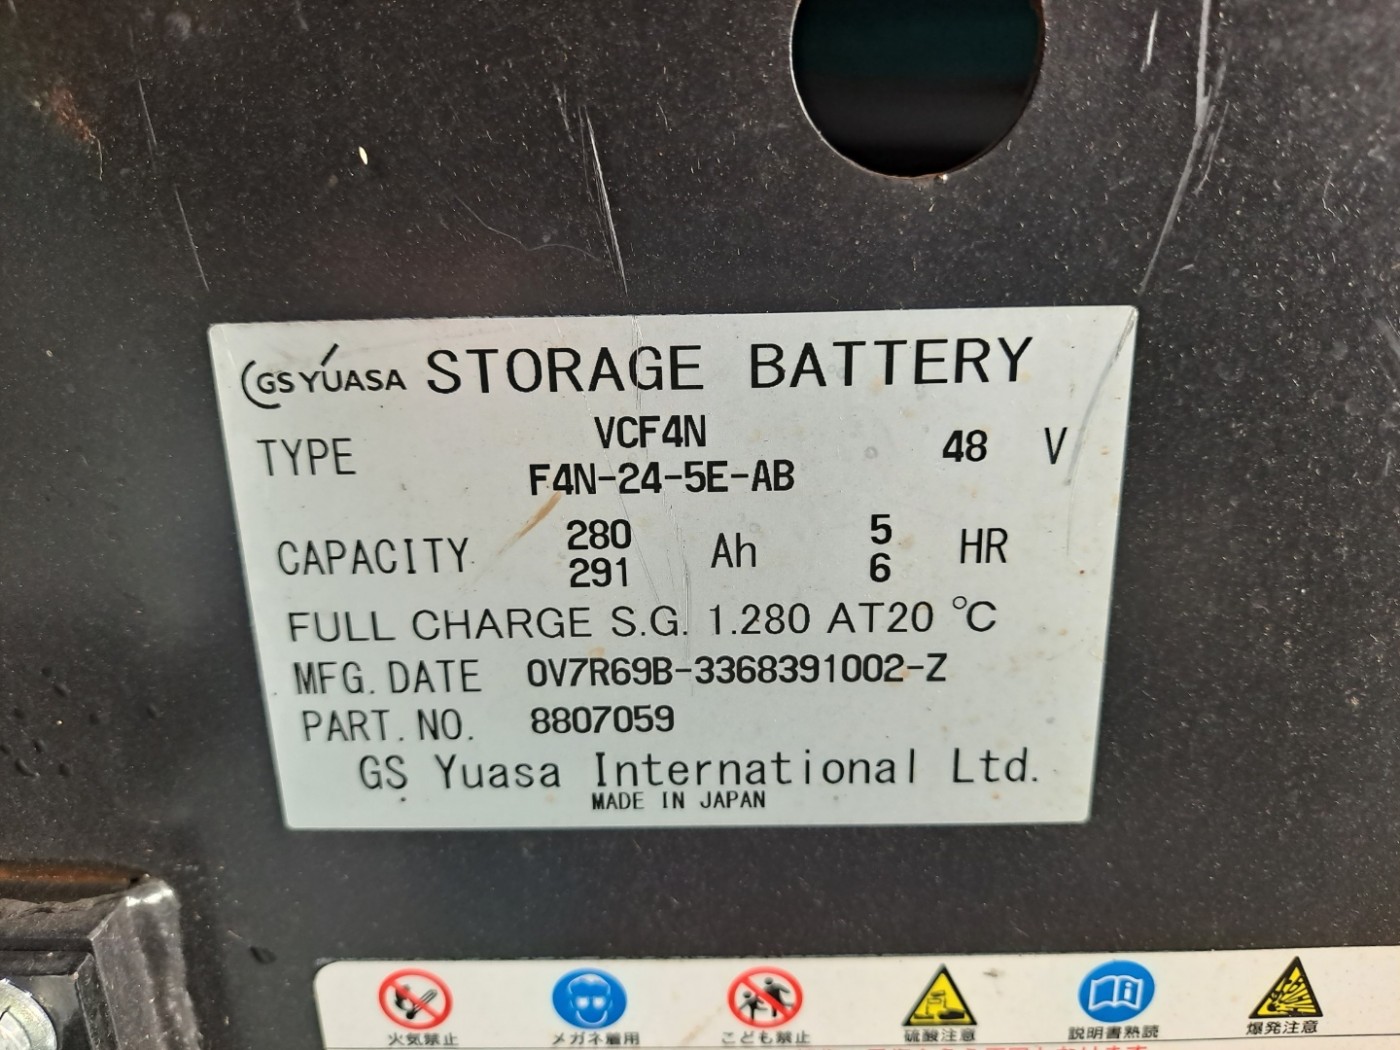 GS YUASA STORAGE BATTERY
TYPE VCF4N 48 V
F4N-24-5E-AB
CAPACITY 280 Ah 5 HR
291 6
FULL CHARGE S.G. 1.280 AT20 ℃
MFG. DATE 0V7R69B-3368391002-Z
PART. NO. 8807059
GS Yuasa International Ltd.
MADE IN JAPAN
火気禁止 メガネ着用 こども禁止 硫酸注意 説明書熟読 爆発注意